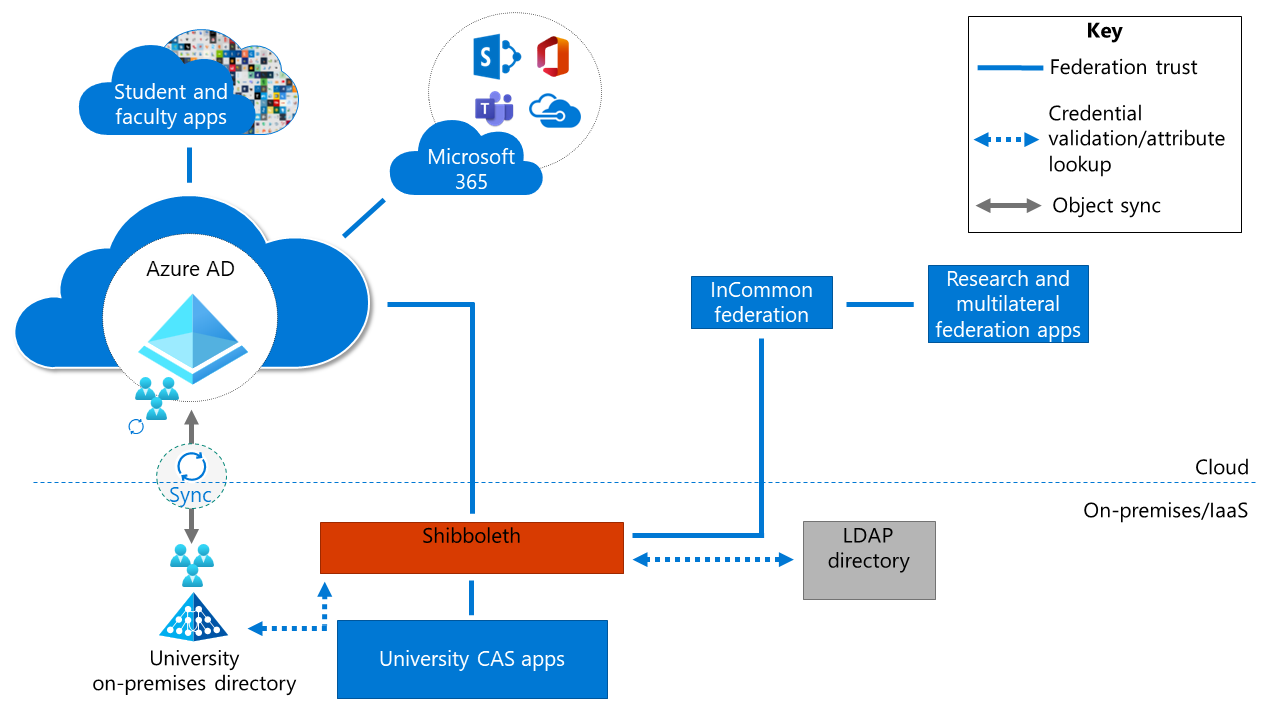 Student and
faculty apps
S
T
Microsoft
365
Key
Federation trust
Credential
validation/attribute
lookup
Object sync
Azure AD
InCommon
federation
Research and
multilateral
federation apps
Sync
Cloud
On-premises/IaaS
Shibboleth
LDAP
directory
University CAS apps
University
on-premises directory